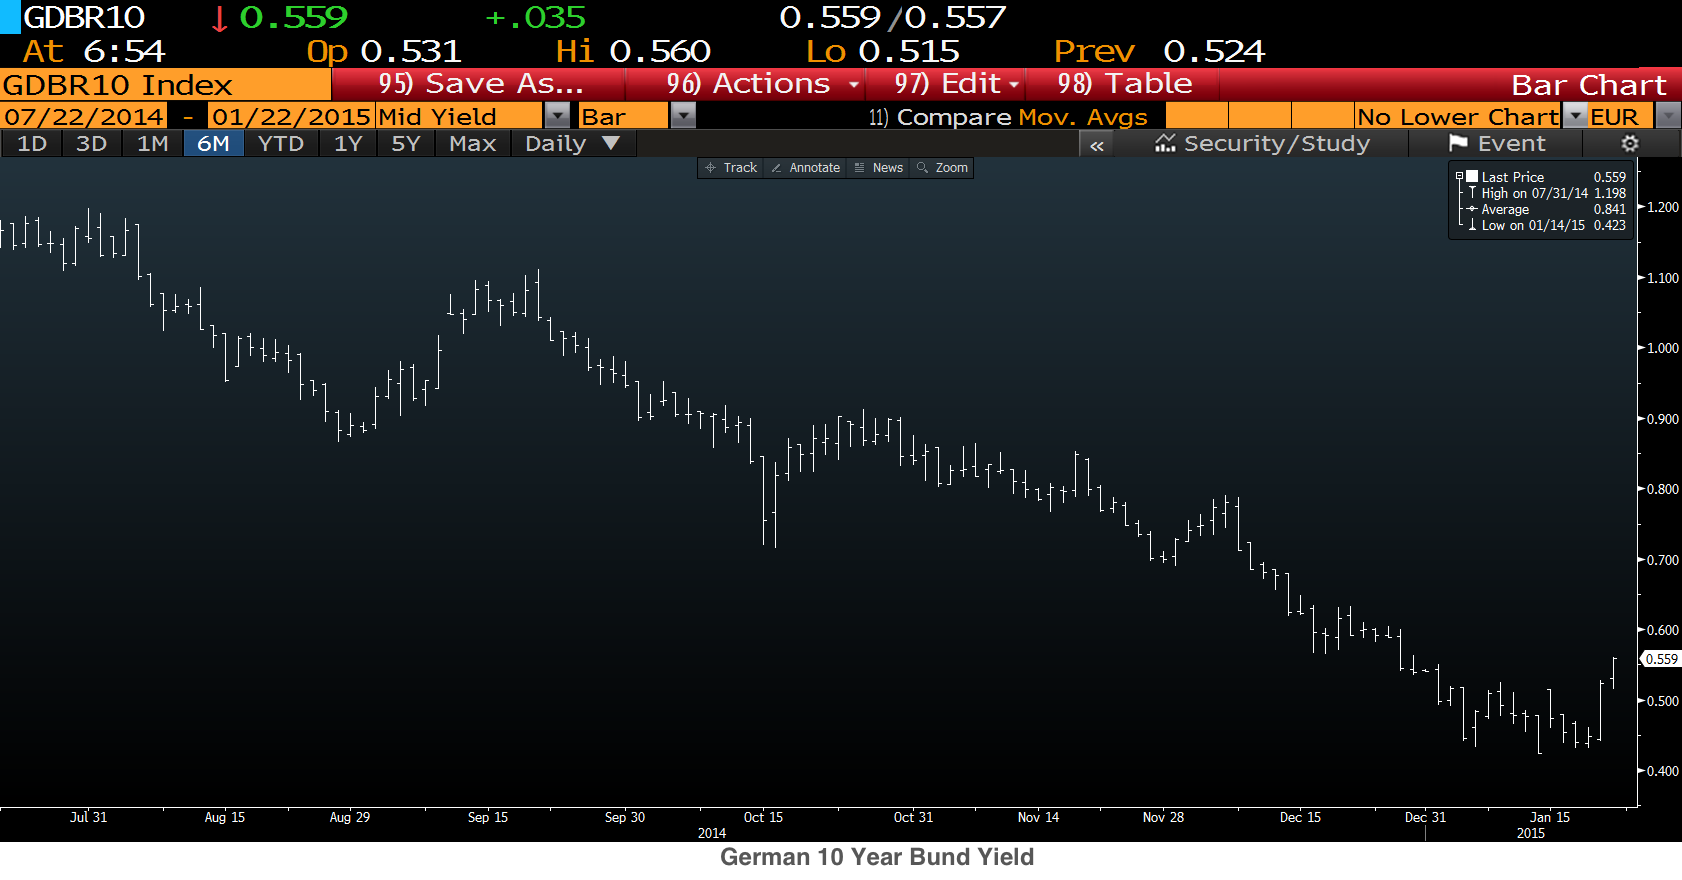 GDBR10 ↓ 0.559 +.035 0.559/0.557
At 6:54 Op 0.531 Hi 0.560 Lo 0.515 Prev 0.524
GDBR10 Index 95) Save As... 96) Actions 97) Edit 98) Table Bar Chart
07/22/2014 - 01/22/2015 Mid Yield Bar 11) Compare Mov. Avgs No Lower Chart EUR
1D 3D 1M 6M YTD 1Y 5Y Max Daily ▼ « Security/Study Event
Track Annotate News Zoom
Last Price 0.559
High on 07/31/14 1.198
Average 0.841
Low on 01/14/15 0.423
1.200
1.100
1.000
0.900
0.800
0.700
0.600
0.559
0.500
0.400
Jul 31 Aug 15 Aug 29 Sep 15 Sep 30 Oct 15 Oct 31 Nov 14 Nov 28 Dec 15 Dec 31 Jan 15
2014 2015
German 10 Year Bund Yield